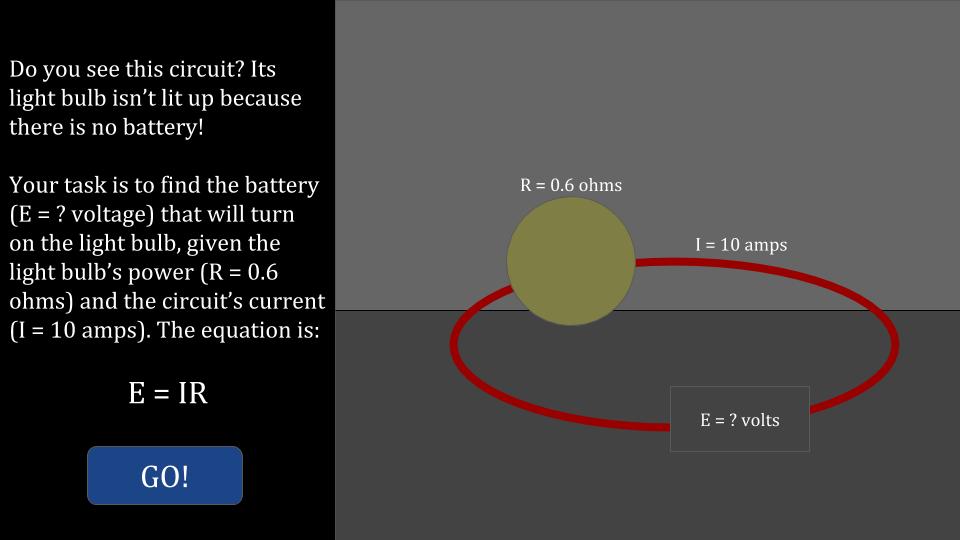 Do you see this circuit? Its
light bulb isn’t lit up because
there is no battery!
Your task is to find the battery
(E = ? voltage) that will turn
on the light bulb, given the
light bulb’s power (R = 0.6
ohms) and the circuit’s current
(I = 10 amps). The equation is:
E = IR
GO!
R = 0.6 ohms
I = 10 amps
E = ? volts